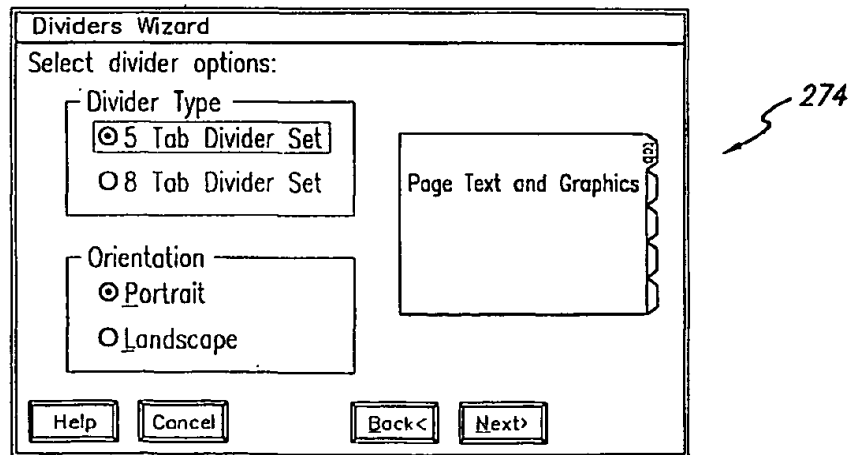 Dividers Wizard
Select divider options:
Divider Type
5 Tab Divider Set
8 Tab Divider Set
Orientation
Portrait
Landscape
Page Text and Graphics
Help
Cancel
Back<
Next>
274